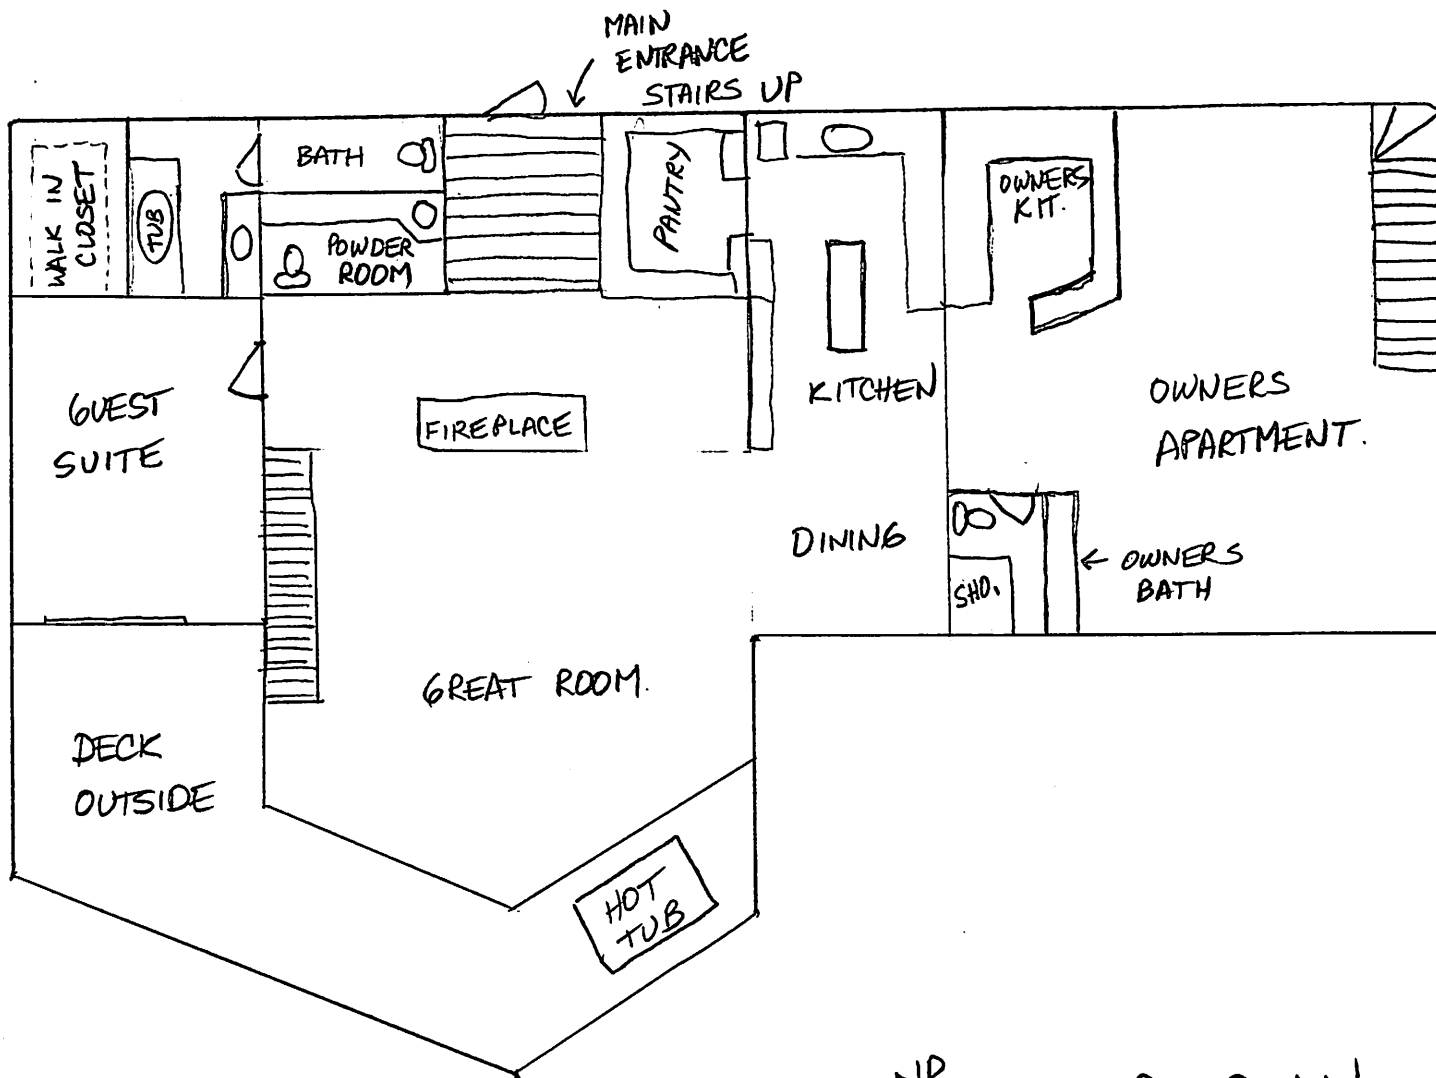 MAIN
ENTRANCE
STAIRS UP
WALK IN
CLOSET
TUB
BATH
POWDER
ROOM
PANTRY
OWNERS
KIT.
GUEST
SUITE
FIREPLACE
KITCHEN
OWNERS
APARTMENT.
DINING
OWNERS
BATH
GREAT ROOM.
DECK
OUTSIDE
HOT
TUB